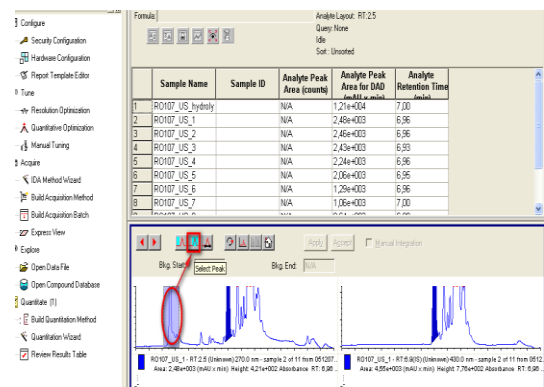 Configure
Security Configuration
Hardware Configuration
Report Template Editor
Tune
Resolution Optimization
Quantitative Optimization
Manual Tuning
Acquire
IDA Method Wizard
Build Acquisition Method
Build Acquisition Batch
Express View
Explore
Open Data File
Open Compound Database
Quantitate (1)
Build Quantitation Method
Quantitation Wizard
Review Results Table
Formula
Analyte Layout: RT:2.5
Query: None
Idle
Sort : Unsorted
Sample Name Sample ID Analyte Peak Area (counts) Analyte Peak Area for DAD (mAU x min) Analyte Retention Time (min)
1 RO107_US_hydroly N/A 1,21e+004 7,00
2 RO107_US_1 N/A 2,48e+003 6,96
3 RO107_US_2 N/A 2,46e+003 6,96
4 RO107_US_3 N/A 2,43e+003 6,93
5 RO107_US_4 N/A 2,24e+003 6,96
6 RO107_US_5 N/A 2,06e+003 6,95
7 RO107_US_6 N/A 1,29e+003 6,96
8 RO107_US_7 N/A 1,06e+003 7,00
Apply Accept Manual Integration
Bkg. Start: Select Peak Bkg. End: N/A
RO107_US_1 - RT:2.5 (Unknown) 270.0 nm - sample 2 of 11 from 051207...
Area: 2,48e+003 (mAU x min) Height: 4,21e+002 Absorbance RT: 6,96
RO107_US_1 - RT:6.9(IS) (Unknown) 430.0 nm - sample 2 of 11 from 0512..
Area: 4,55e+003 (mAU x min) Height: 7,76e+002 Absorbance RT: 6,96